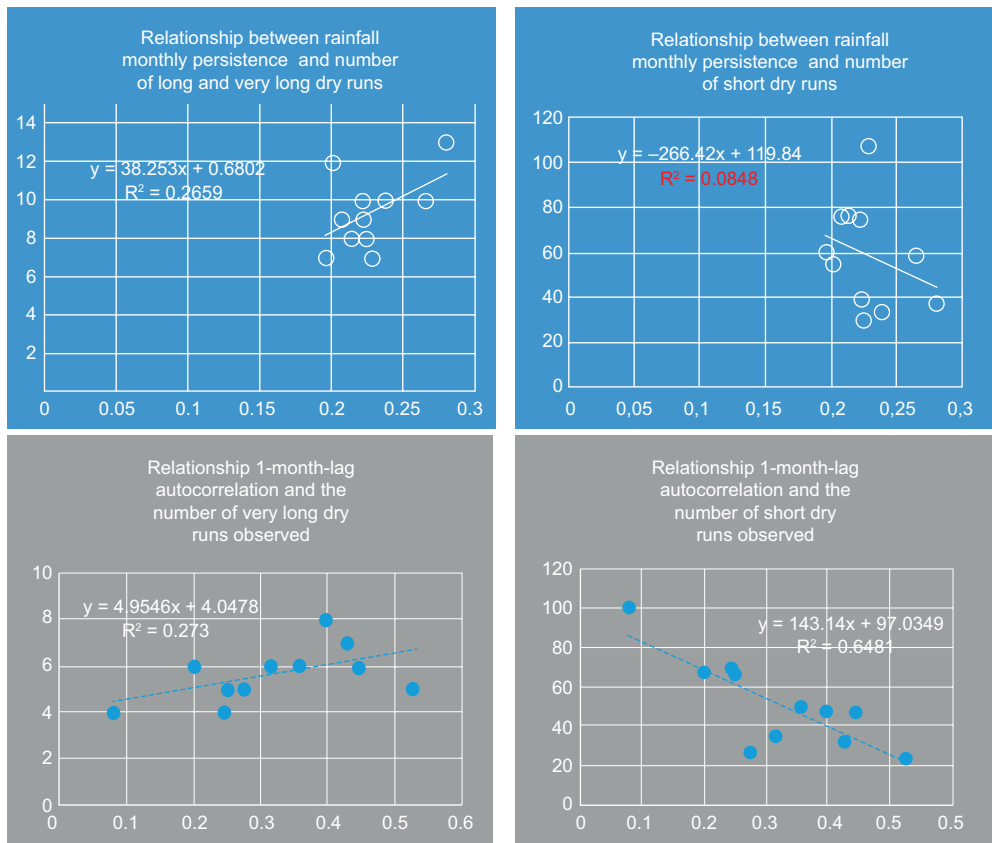 Relationship between rainfall
monthly persistence and number
of long and very long dry runs
14
12
10
8
6
4
2
y = 38.253x + 0.6802
R² = 0.2659
0 0.05 0.1 0.15 0.2 0.25 0.3
Relationship between rainfall
monthly persistence and number
of short dry runs
120
100
80
60
40
20
0
y = –266.42x + 119.84
R² = 0.0848
0 0,05 0,1 0,15 0,2 0,25 0,3
Relationship 1-month-lag
autocorrelation and the
number of very long dry
runs observed
10
8
6
4
2
0
y = 4.9546x + 4.0478
R² = 0.273
0 0.1 0.2 0.3 0.4 0.5 0.6
Relationship 1-month-lag
autocorrelation and the
number of short dry
runs observed
120
100
80
60
40
20
0
y = 143.14x + 97.0349
R² = 0.6481
0 0.1 0.2 0.3 0.4 0.5 0.5